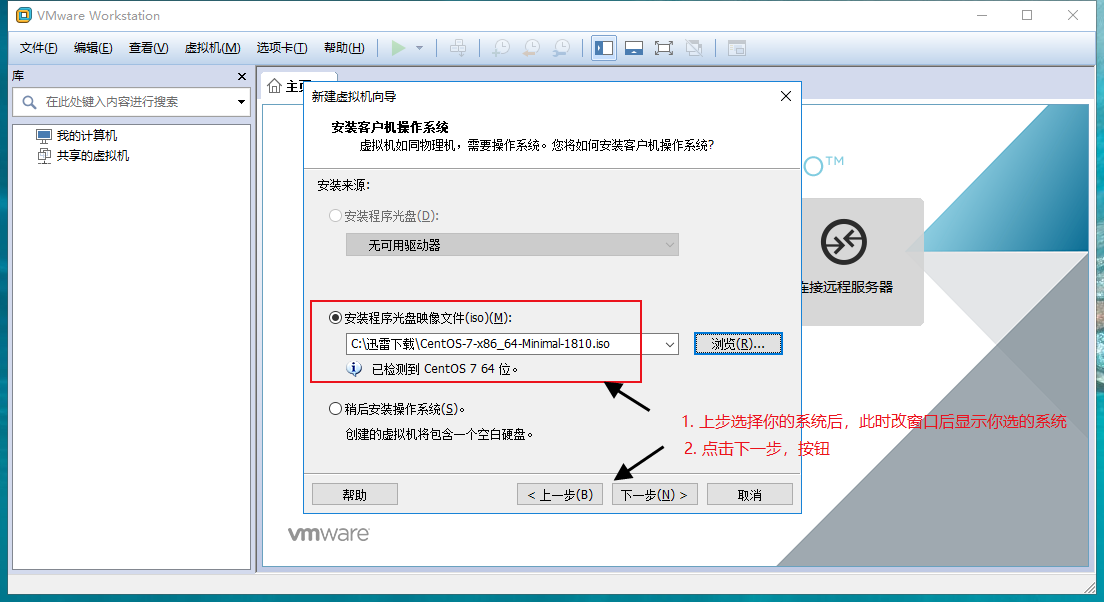 VMware Workstation
文件(F) 编辑(E) 查看(V) 虚拟机(M) 选项卡(T) 帮助(H)
库
在此处键入内容进行搜索
我的计算机
共享的虚拟机
主页
TM
连接远程服务器
新建虚拟机向导
安装客户机操作系统
虚拟机如同物理机，需要操作系统。您将如何安装客户机操作系统?
安装来源:
安装程序光盘(D):
无可用驱动器
安装程序光盘映像文件(iso)(M):
C:\迅雷下载\CentOS-7-x86_64-Minimal-1810.iso
浏览(R)...
已检测到 CentOS 7 64 位。
稍后安装操作系统(S)。
创建的虚拟机将包含一个空白硬盘。
1. 上步选择你的系统后，此时改窗口后显示你选的系统
2. 点击下一步，按钮
帮助 < 上一步(B) 下一步(N) > 取消
vmware